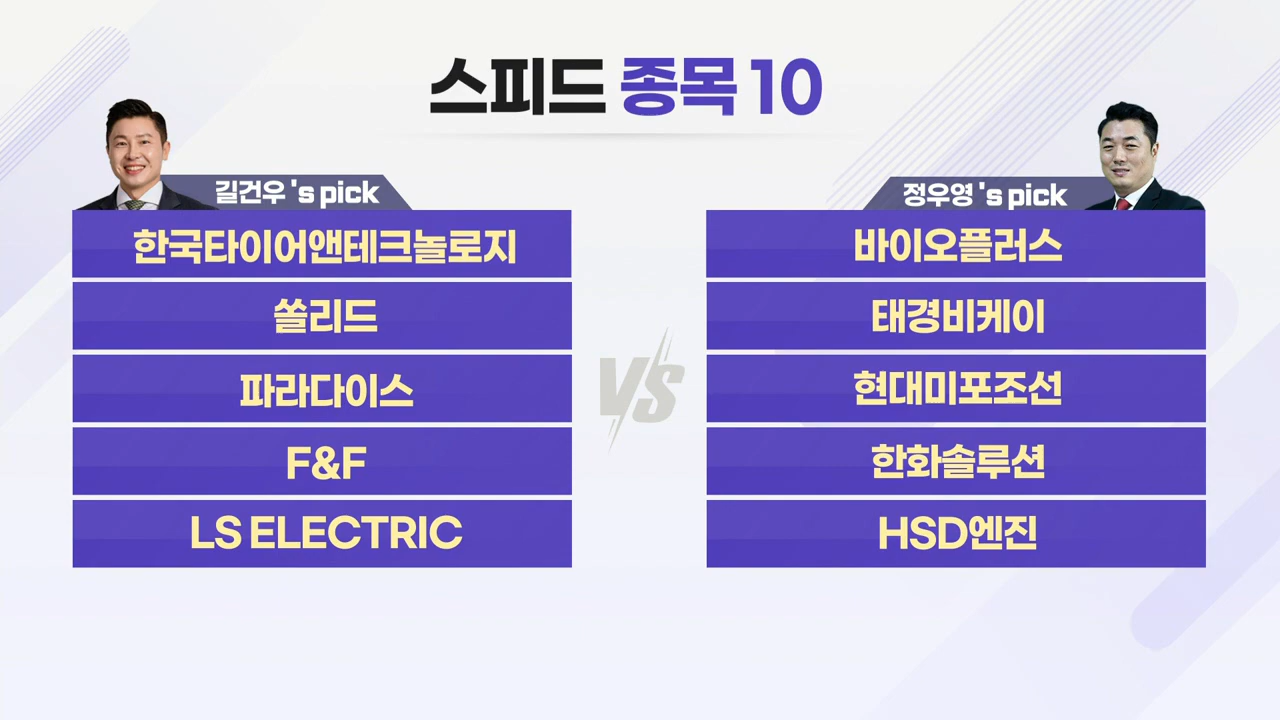 스피드 종목 10
길건우 's pick
한국타이어앤테크놀로지
쏠리드
파라다이스
F&F
LS ELECTRIC
VS
정우영 's pick
바이오플러스
태경비케이
현대미포조선
한화솔루션
HSD엔진